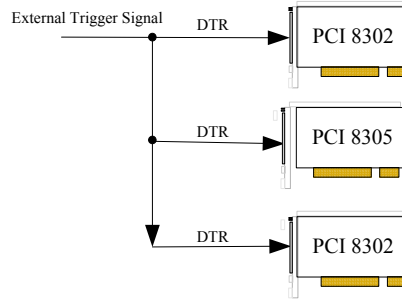 External Trigger Signal
DTR
PCI 8302
DTR
PCI 8305
DTR
PCI 8302